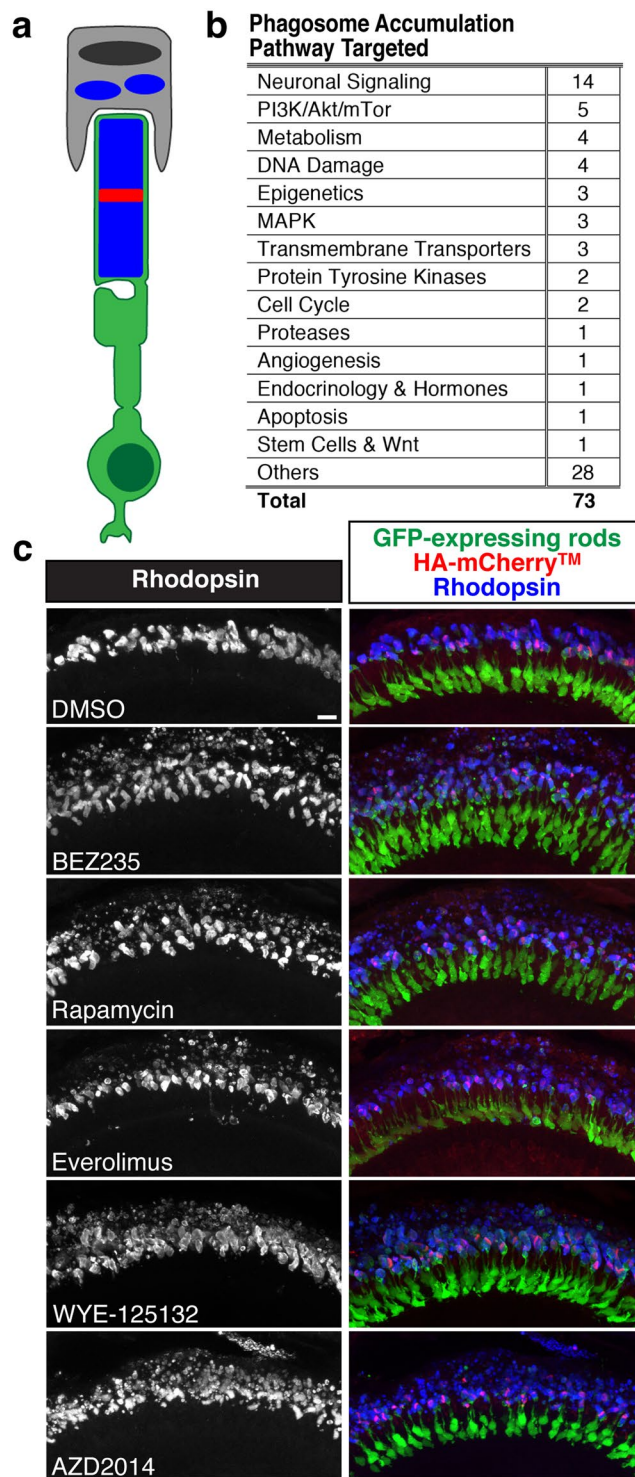 a
b
Phagosome Accumulation
Pathway Targeted
Neuronal Signaling 14
PI3K/Akt/mTor 5
Metabolism 4
DNA Damage 4
Epigenetics 3
MAPK 3
Transmembrane Transporters 3
Protein Tyrosine Kinases 2
Cell Cycle 2
Proteases 1
Angiogenesis 1
Endocrinology & Hormones 1
Apoptosis 1
Stem Cells & Wnt 1
Others 28
Total 73
c
Rhodopsin
GFP-expressing rods
HA-mCherry™
Rhodopsin
DMSO
BEZ235
Rapamycin
Everolimus
WYE-125132
AZD2014